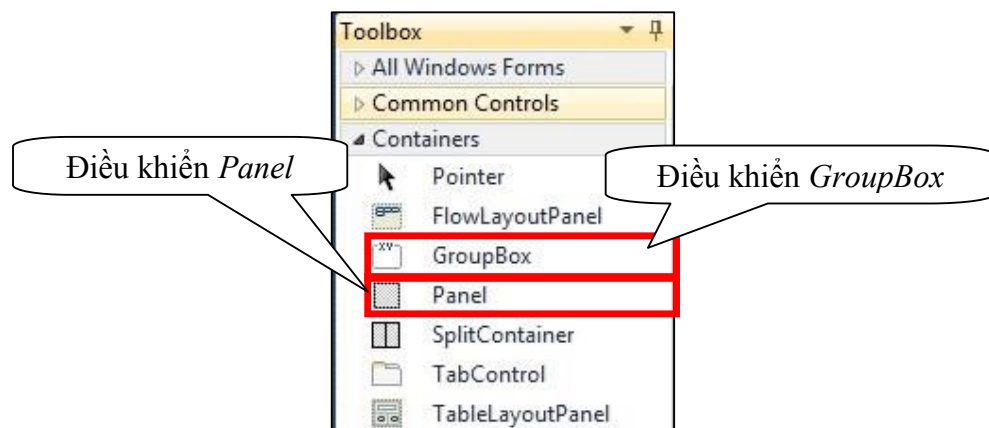 Toolbox
All Windows Forms
Common Controls
Containers
Điều khiển Panel
Pointer
Điều khiển GroupBox
FlowLayoutPanel
GroupBox
Panel
SplitContainer
TabControl
TableLayoutPanel